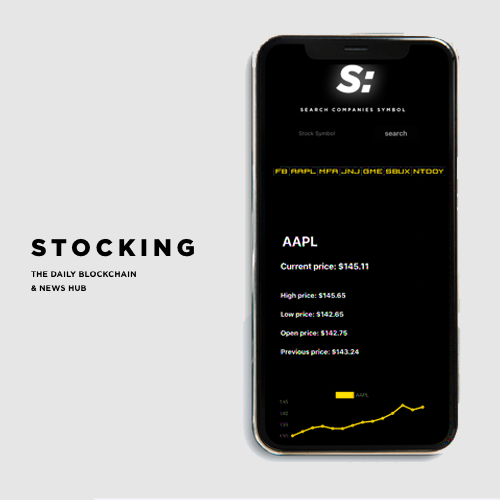 STOCKING
THE DAILY BLOCKCHAIN
& NEWS HUB
S:
SEARCH COMPANIES SYMBOL
Stock Symbol search
FB AAPL MFA JNJ GME SBUX NTDOY
AAPL
Current price: $145.11
High price: $145.65
Low price: $142.65
Open price: $142.75
Previous price: $143.24
AAPL